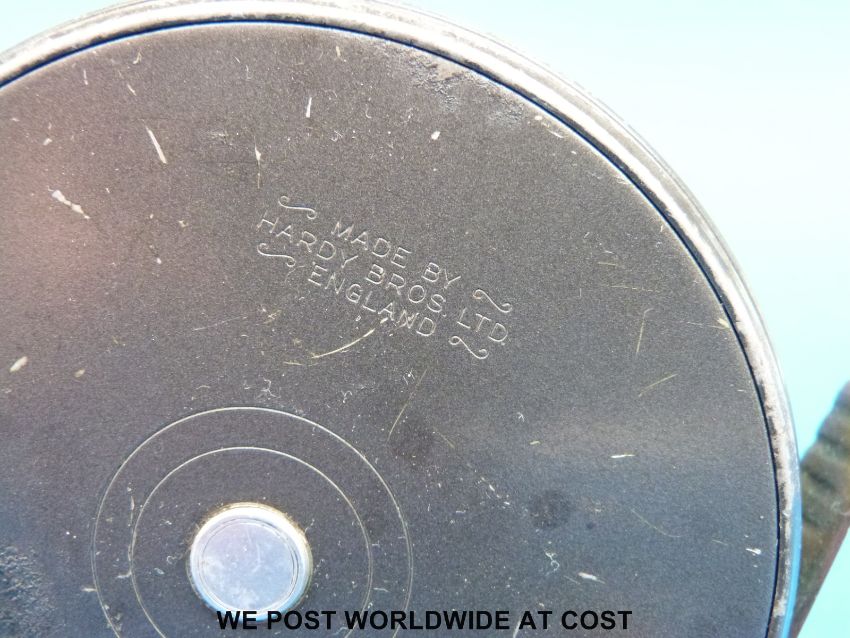 MADE BY
HARDY BROS. LTD.
ENGLAND
WE POST WORLDWIDE AT COST